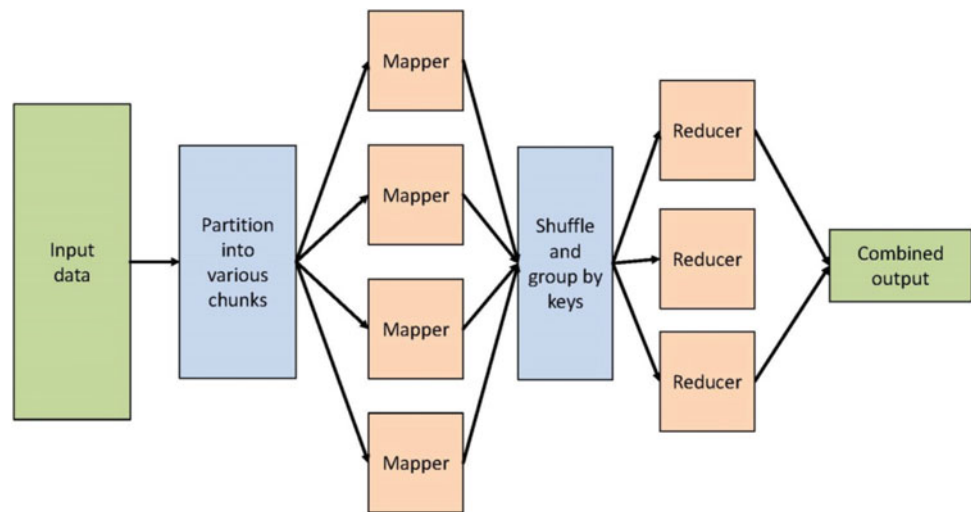 Input
data
Partition
into
various
chunks
Mapper
Mapper
Mapper
Mapper
Shuffle
and
group by
keys
Reducer
Reducer
Reducer
Combined
output